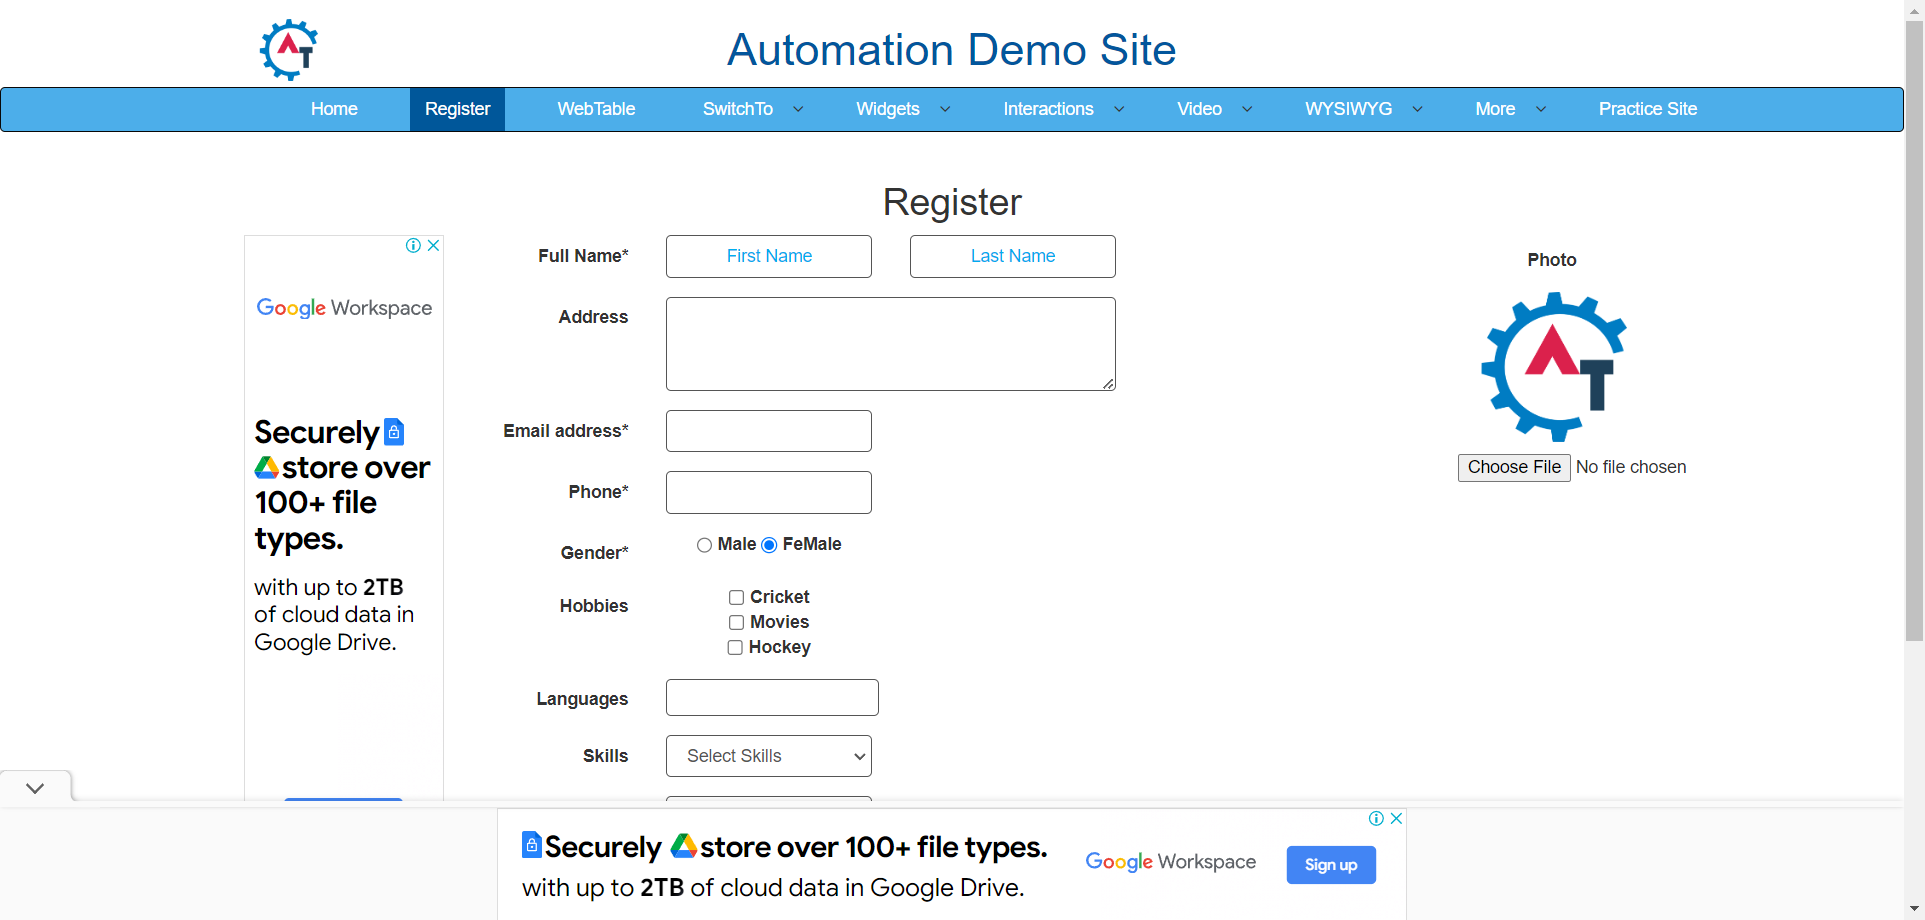 AT
Automation Demo Site
Home Register WebTable SwitchTo Widgets Interactions Video WYSIWYG More Practice Site
Register
Google Workspace
Securely
store over
100+ file
types.
with up to 2TB
of cloud data in
Google Drive.
Full Name* First Name Last Name
Address
Email address*
Phone*
Gender* Male FeMale
Hobbies
Cricket
Movies
Hockey
Languages
Skills Select Skills
Photo
AT
Choose File No file chosen
Securely store over 100+ file types.
with up to 2TB of cloud data in Google Drive.
Google Workspace
Sign up